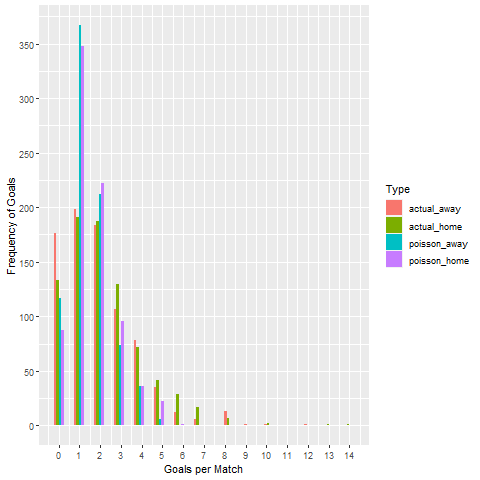 350
300
250
200
150
100
50
0
Frequency of Goals
0 1 2 3 4 5 6 7 8 9 10 11 12 13 14
Goals per Match
Type
actual_away
actual_home
poisson_away
poisson_home